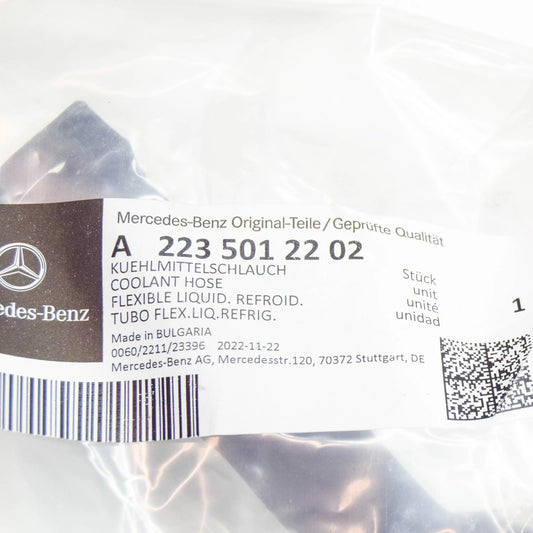 Mercedes-Benz Original-Teile/Geprüfte Qualität
A 223 501 22 02
KUEHLMITTELSCHLAUCH
COOLANT HOSE
FLEXIBLE LIQUID. REFROID.
TUBO FLEX.LIQ.REFRIG.
Stück
unit
unité
unidad
1
Made in BULGARIA
0060/2211/23396 2022-11-22
Mercedes-Benz AG, Mercedesstr.120, 70372 Stuttgart, DE
edes-Benz